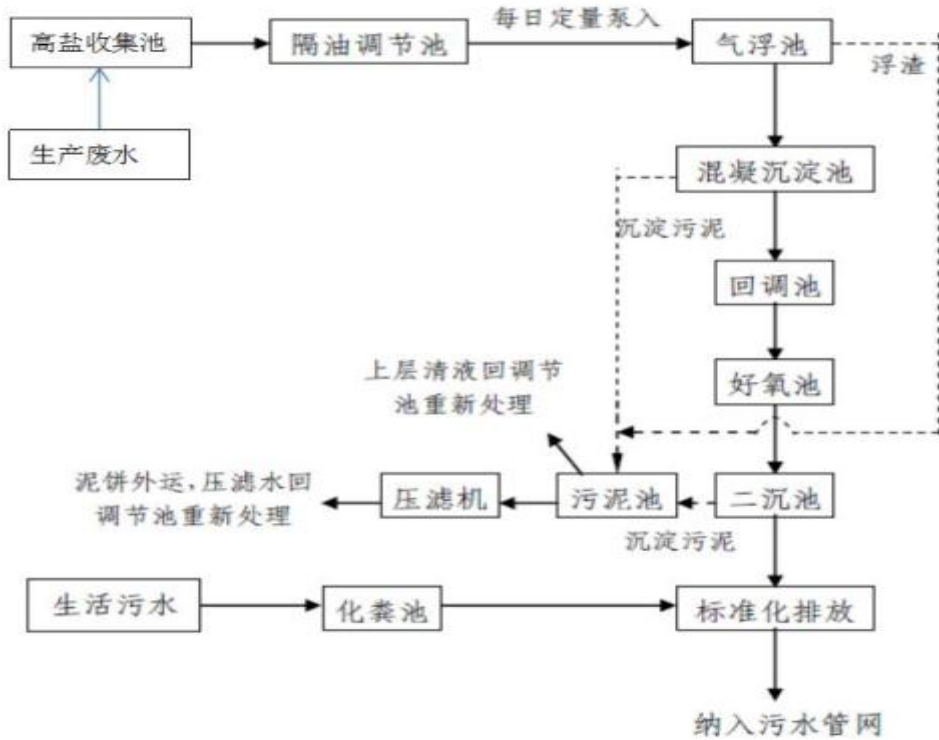 每日定量泵入
高盐收集池
隔油调节池
气浮池
浮渣
生产废水
混凝沉淀池
沉淀污泥
回调池
上层清液回调节
池重新处理
好氧池
泥饼外运,压滤水回
调节池重新处理
压滤机
污泥池
二沉池
沉淀污泥
生活污水
化粪池
标准化排放
纳入污水管网